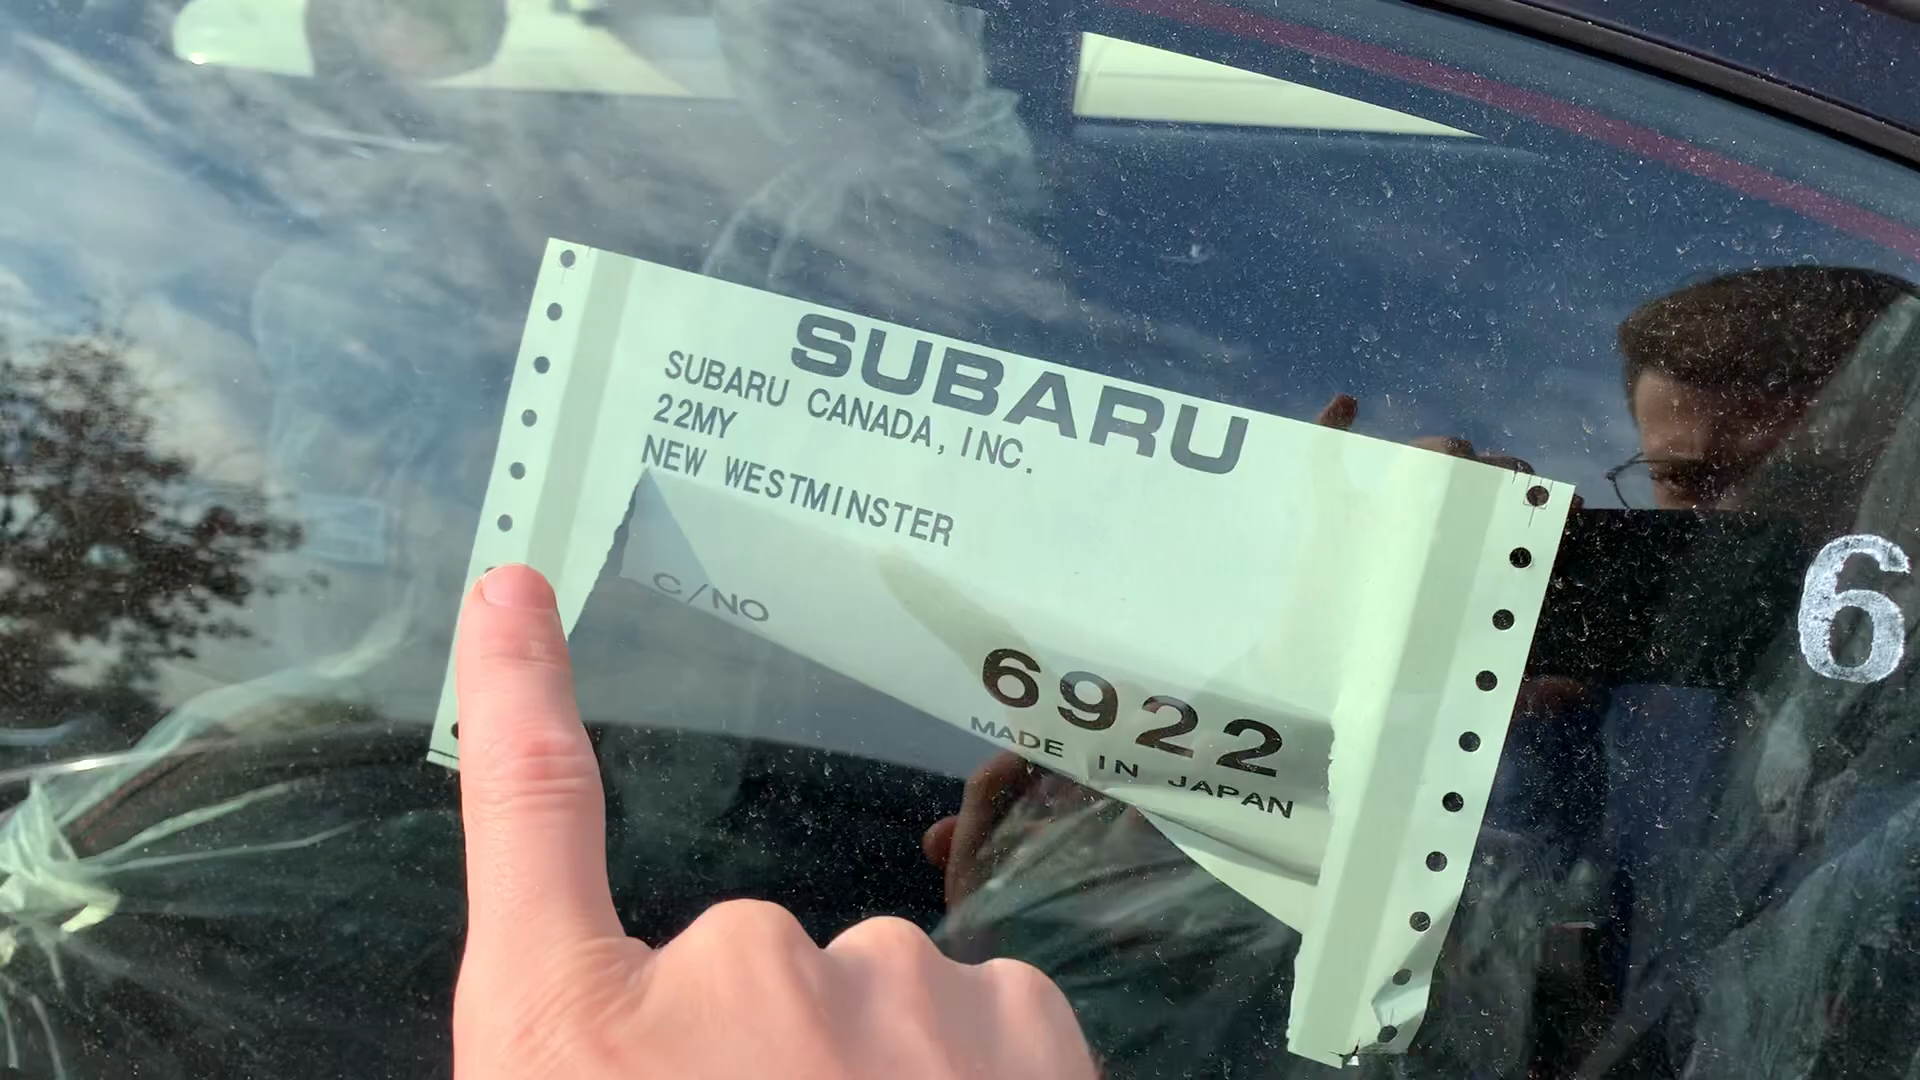 SUBARU
SUBARU CANADA, INC.
22MY
NEW WESTMINSTER
C/NO
6922
MADE IN JAPAN
6